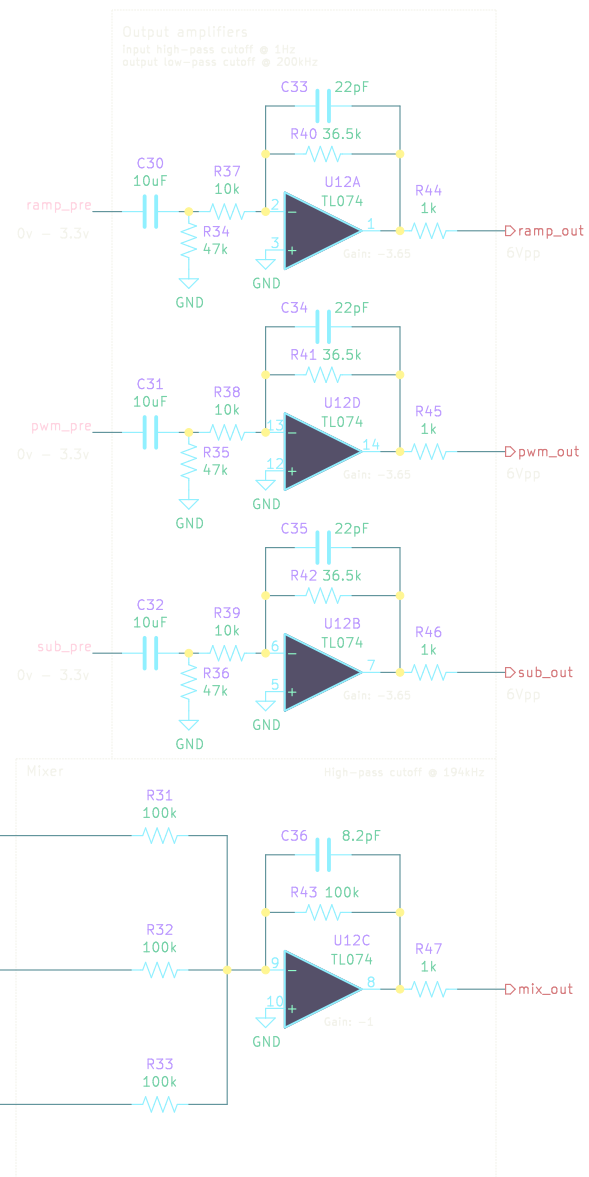 Output amplifiers
input high-pass cutoff @ 1Hz
output low-pass cutoff @ 200kHz
C33 22pF
R40 36.5k
C30
10uF
R37
10k
U12A
TL074
R44
1k
ramp_pre
2
1
ramp_out
0v - 3.3v
R34
47k
3
Gain: -3.65
6Vpp
GND
GND
C34 22pF
R41 36.5k
C31
10uF
R38
10k
U12D
TL074
R45
1k
pwm_pre
13
14
pwm_out
0v - 3.3v
R35
47k
12
Gain: -3.65
6Vpp
GND
GND
C35 22pF
R42 36.5k
C32
10uF
R39
10k
U12B
TL074
R46
1k
sub_pre
6
7
sub_out
0v - 3.3v
R36
47k
5
Gain: -3.65
6Vpp
GND
GND
Mixer
High-pass cutoff @ 194kHz
R31
100k
C36 8.2pF
R43 100k
R32
100k
U12C
TL074
R47
1k
9
8
mix_out
10
Gain: -1
GND
R33
100k